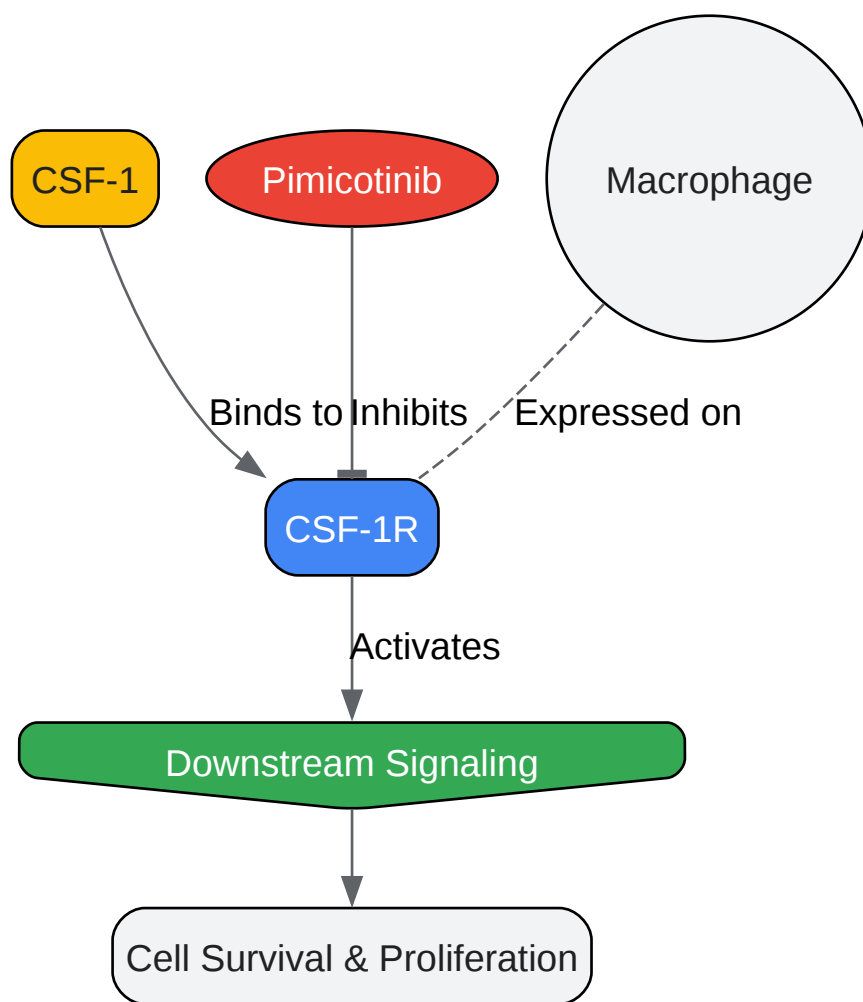 CSF-1
Pimicotinib
Macrophage
Binds to
Inhibits
Expressed on
CSF-1R
Activates
Downstream Signaling
Cell Survival & Proliferation